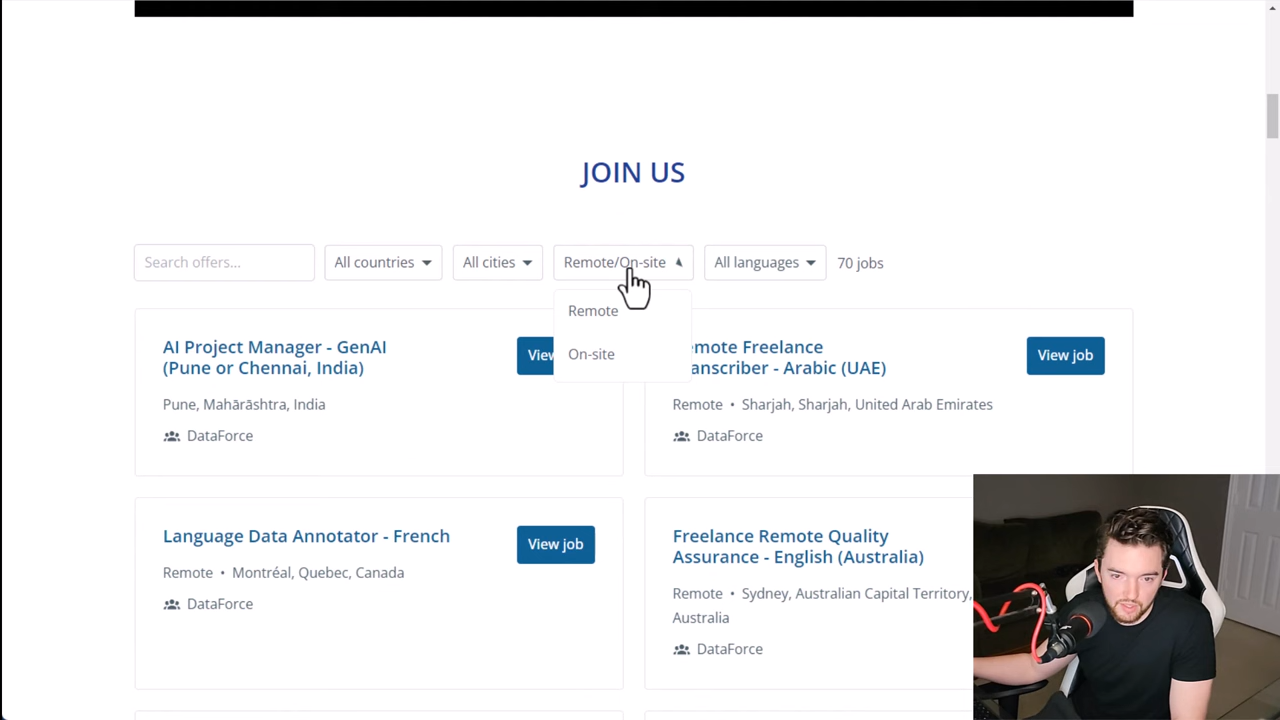 JOIN US
Search offers...
All countries
All cities
Remote/On-site
All languages
70 jobs
Remote
On-site
AI Project Manager - GenAI
(Pune or Chennai, India)
View
Pune, Mahārāshtra, India
DataForce
emote Freelance
anscriber - Arabic (UAE)
View job
Remote • Sharjah, Sharjah, United Arab Emirates
DataForce
Language Data Annotator - French
View job
Remote • Montréal, Quebec, Canada
DataForce
Freelance Remote Quality
Assurance - English (Australia)
Remote • Sydney, Australian Capital Territory,
Australia
DataForce